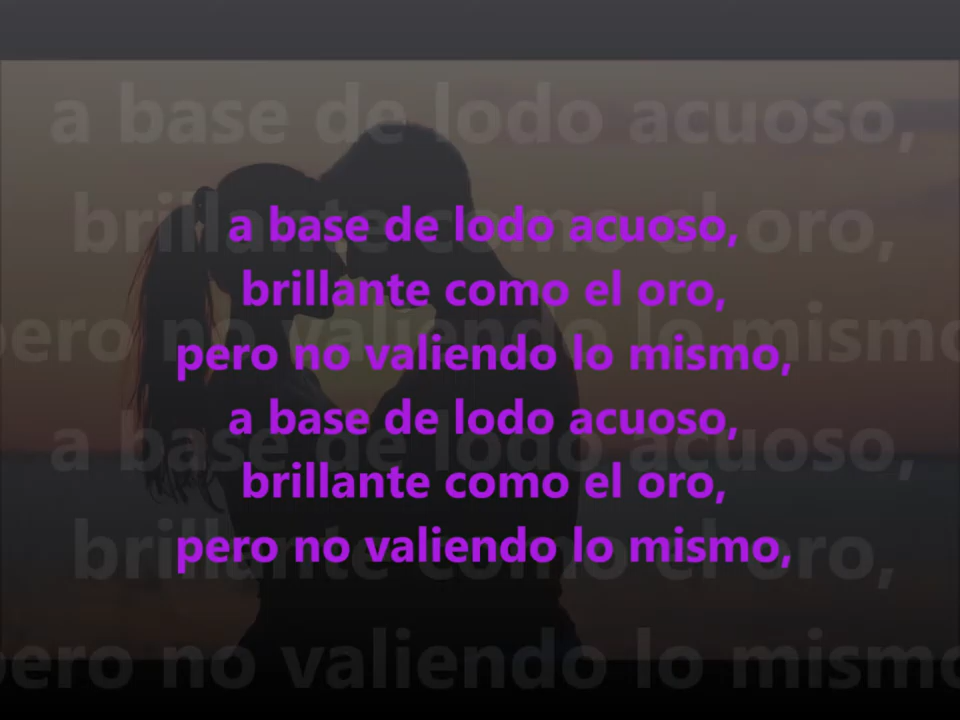 a base de lodo acuoso,
brillante como el oro,
pero no valiendo lo mismo,
a base de lodo acuoso,
brillante como el oro,
pero no valiendo lo mismo,